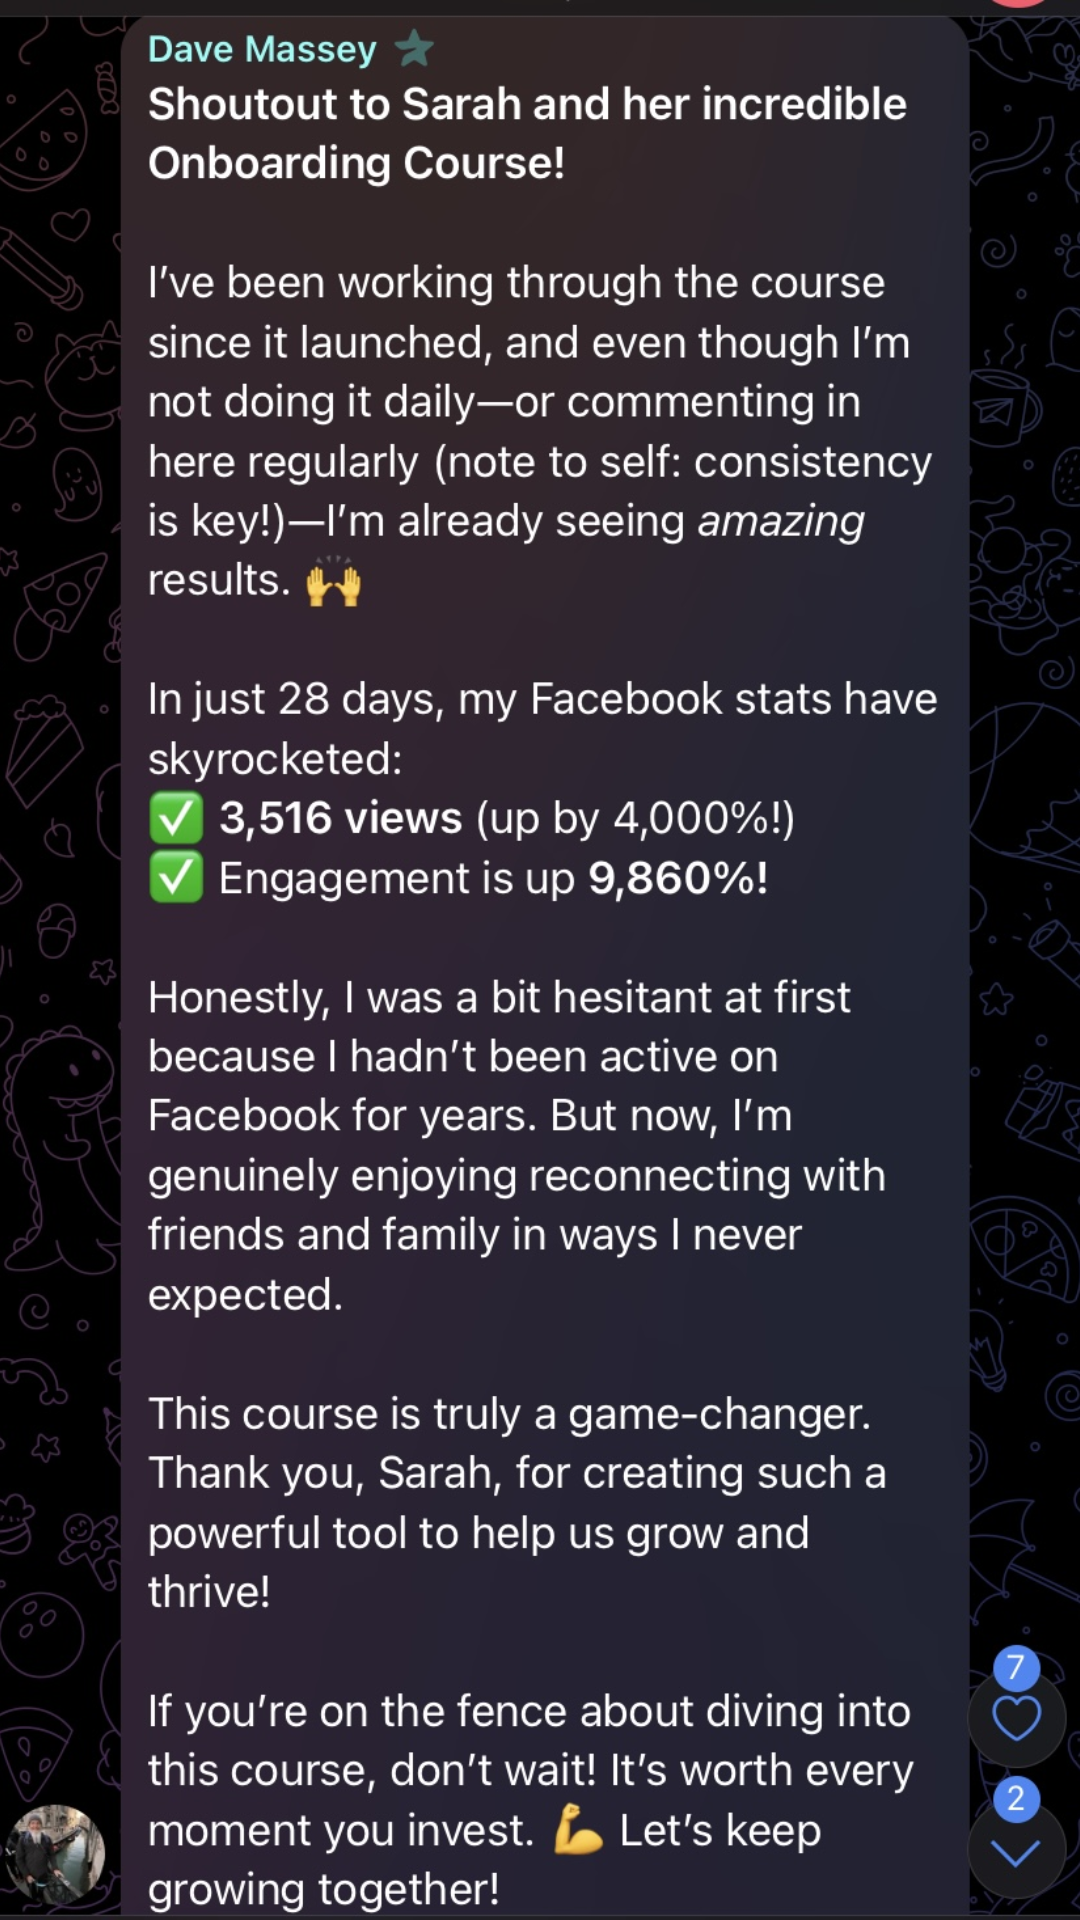 Dave Massey
Shoutout to Sarah and her incredible
Onboarding Course!
I’ve been working through the course
since it launched, and even though I’m
not doing it daily—or commenting in
here regularly (note to self: consistency
is key!)—I’m already seeing amazing
results. 🙌
In just 28 days, my Facebook stats have
skyrocketed:
✅ 3,516 views (up by 4,000%!)
✅ Engagement is up 9,860%!
Honestly, I was a bit hesitant at first
because I hadn’t been active on
Facebook for years. But now, I’m
genuinely enjoying reconnecting with
friends and family in ways I never
expected.
This course is truly a game-changer.
Thank you, Sarah, for creating such a
powerful tool to help us grow and
thrive!
If you’re on the fence about diving into
this course, don’t wait! It’s worth every
moment you invest. 💪 Let’s keep
growing together!
7
2